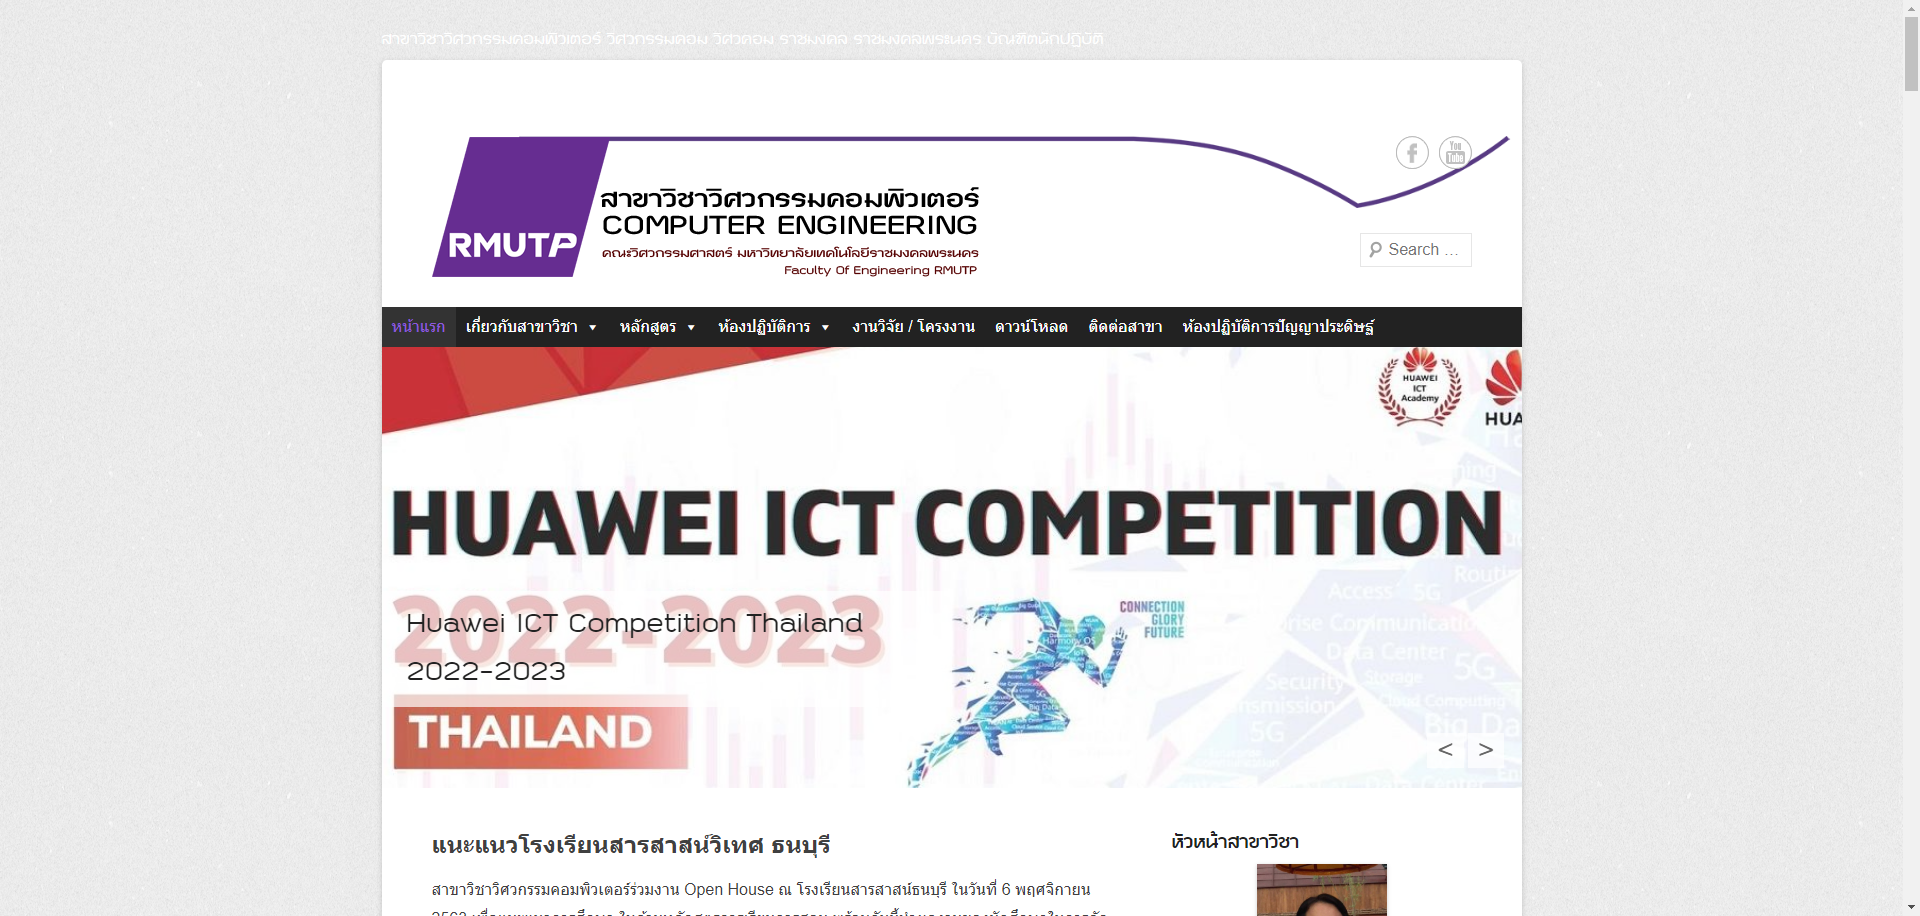 สาขาวิชาวิศวกรรมคอมพิวเตอร์ วิศวกรรมคอม วิศวคอม ราชมงคล ราชมงคลพระนคร บัณฑิตนักปฏิบัติ
RMUTP
สาขาวิชาวิศวกรรมคอมพิวเตอร์
COMPUTER ENGINEERING
คณะวิศวกรรมศาสตร์ มหาวิทยาลัยเทคโนโลยีราชมงคลพระนคร
Faculty Of Engineering RMUTP
You
Tube
Search ...
หน้าแรก เกี่ยวกับสาขาวิชา หลักสูตร ห้องปฏิบัติการ งานวิจัย / โครงงาน ดาวน์โหลด ติดต่อสาขา ห้องปฏิบัติการปัญญาประดิษฐ์
HUAWEI
ICT
Academy
HUA
HUAWEI ICT COMPETITION
2022-2023
Huawei ICT Competition Thailand
2022-2023
THAILAND
CONNECTION
GLORY
FUTURE
Access 5G
Data Center
5G
Security
Storage
Cloud Computing
5G
Big Da
< >
แนะแนวโรงเรียนสารสาสน์วิเทศ ธนบุรี
หัวหน้าสาขาวิชา
สาขาวิชาวิศวกรรมคอมพิวเตอร์ร่วมงาน Open House ณ โรงเรียนสารสาสน์ธนบุรี ในวันที่ 6 พฤศจิกายน